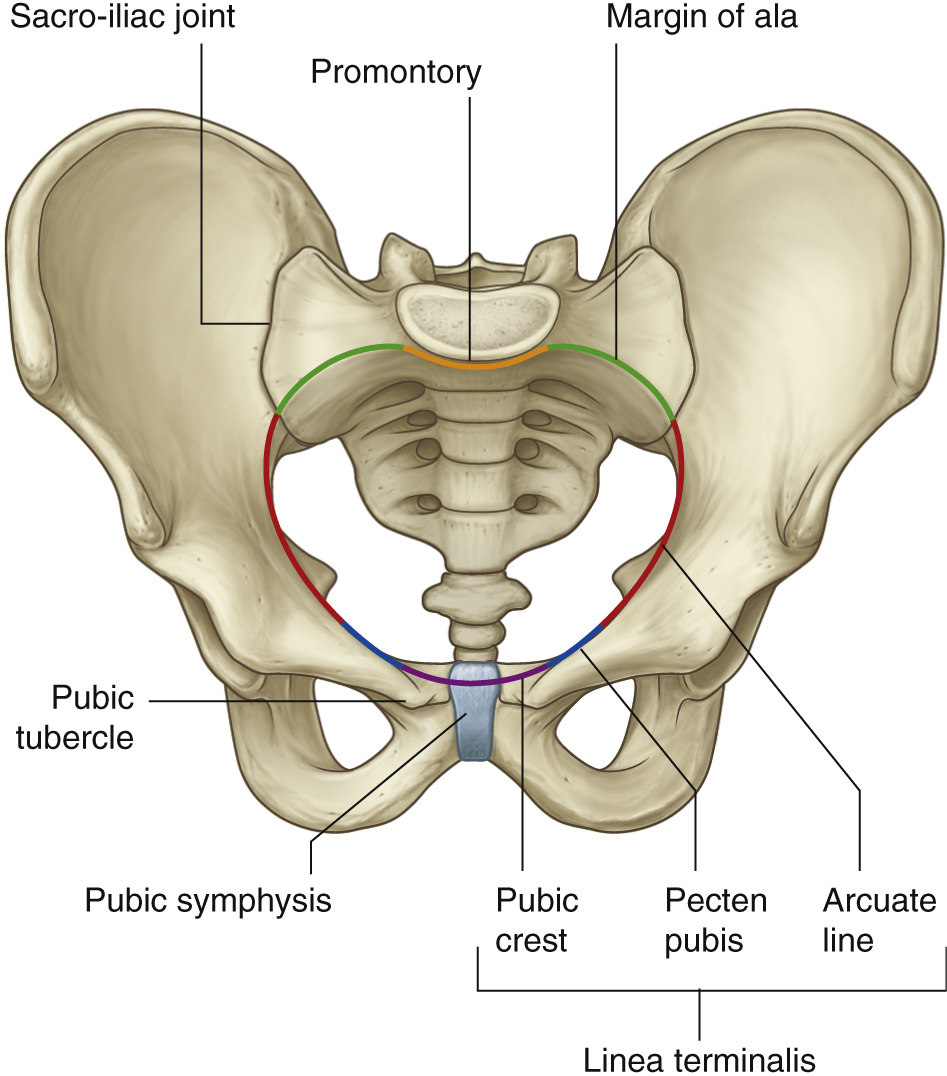 Sacro-iliac joint
Margin of ala
Promontory
Pubic
tubercle
Pubic symphysis
Pubic
crest
Pecten
pubis
Arcuate
line
Linea terminalis